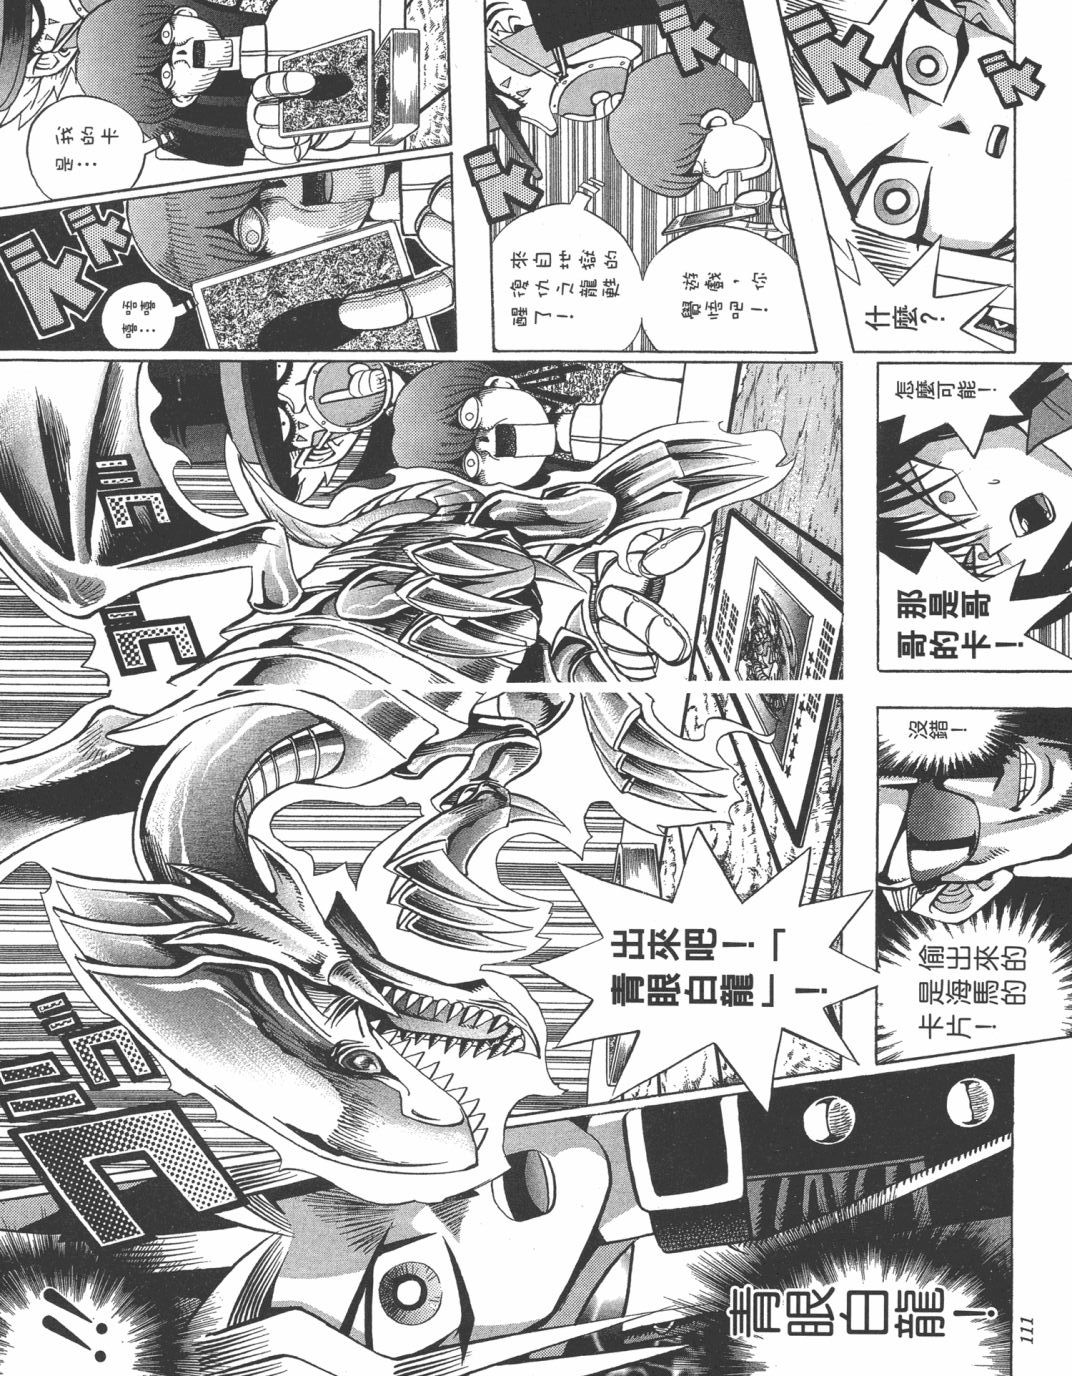 什麼？
遊戲，你
覺悟吧！
來自地獄的
復仇之龍甦
醒了！
我的卡
是…
唔嘻
嘻…
怎麼可能！
那是哥
哥的卡！
沒錯！
偷出來的
是海馬的
卡片！
出來吧！「
青眼白龍」！
青眼白龍！
!!
111